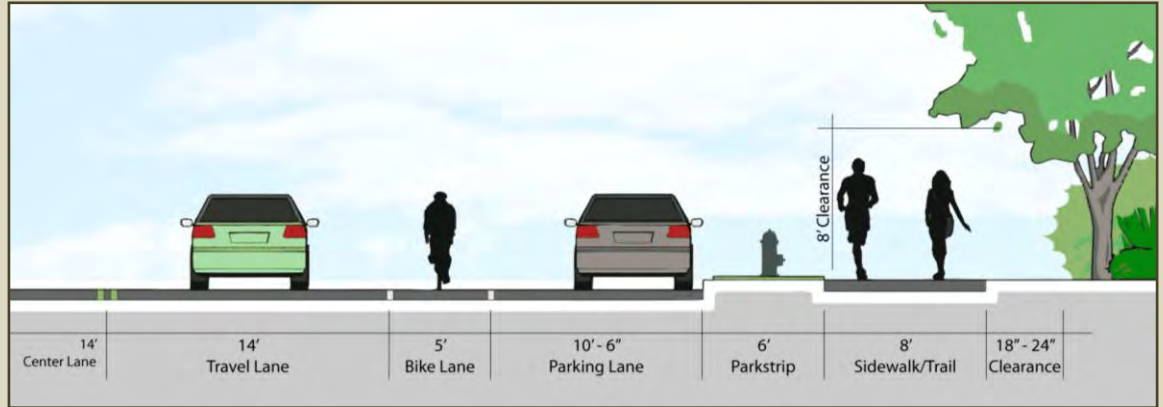 8' Clearance
14'
Center Lane
14'
Travel Lane
5'
Bike Lane
10' - 6"
Parking Lane
6'
Parkstrip
8'
Sidewalk/Trail
18" - 24"
Clearance